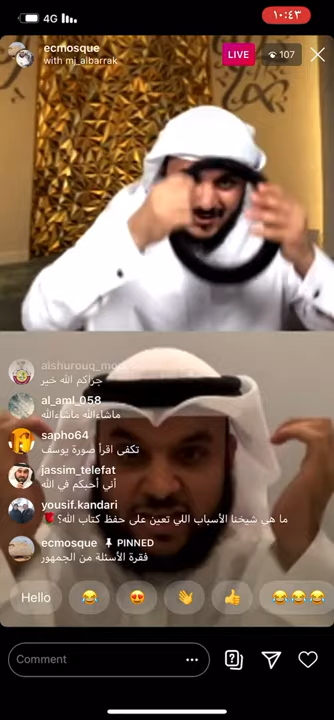 4G
١٠:٤٣
ecmosque
with mj_albarrak
LIVE
107
جزاكم الله خير
al_aml_058
ماشاءالله ماشاءالله
sapho64
تكفى اقرأ صورة يوسف
jassim_telefat
أني أحبكم في الله
yousif.kandari
ما هي شيخنا الأسباب اللي تعين على حفظ كتاب الله؟
ecmosque PINNED
فقرة الأسئلة من الجمهور
Hello
Comment